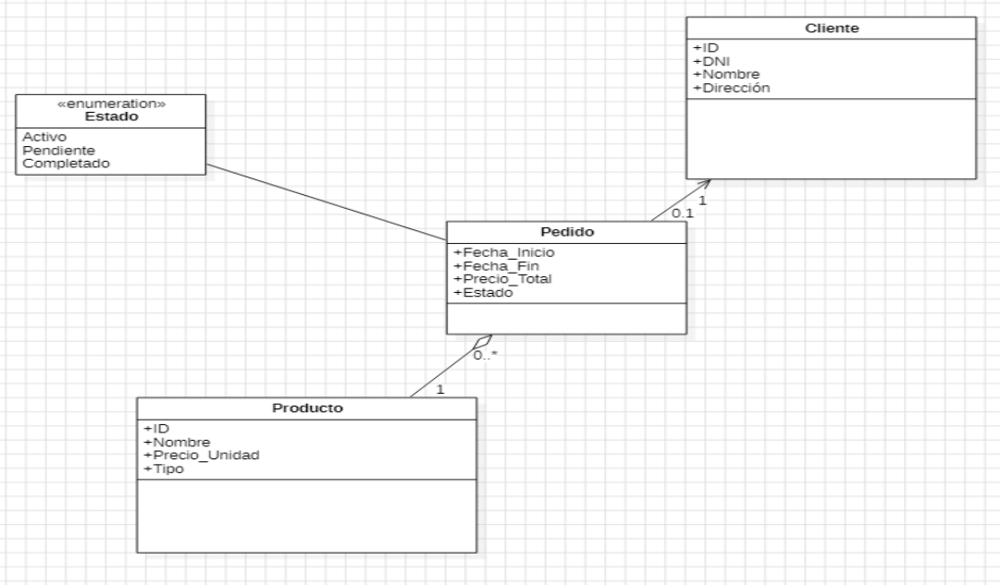 Cliente
+ID
+DNI
+Nombre
+Dirección
«enumeration»
Estado
Activo
Pendiente
Completado
1
0.1
Pedido
+Fecha_Inicio
+Fecha_Fin
+Precio_Total
+Estado
0..*
1
Producto
+ID
+Nombre
+Precio_Unidad
+Tipo